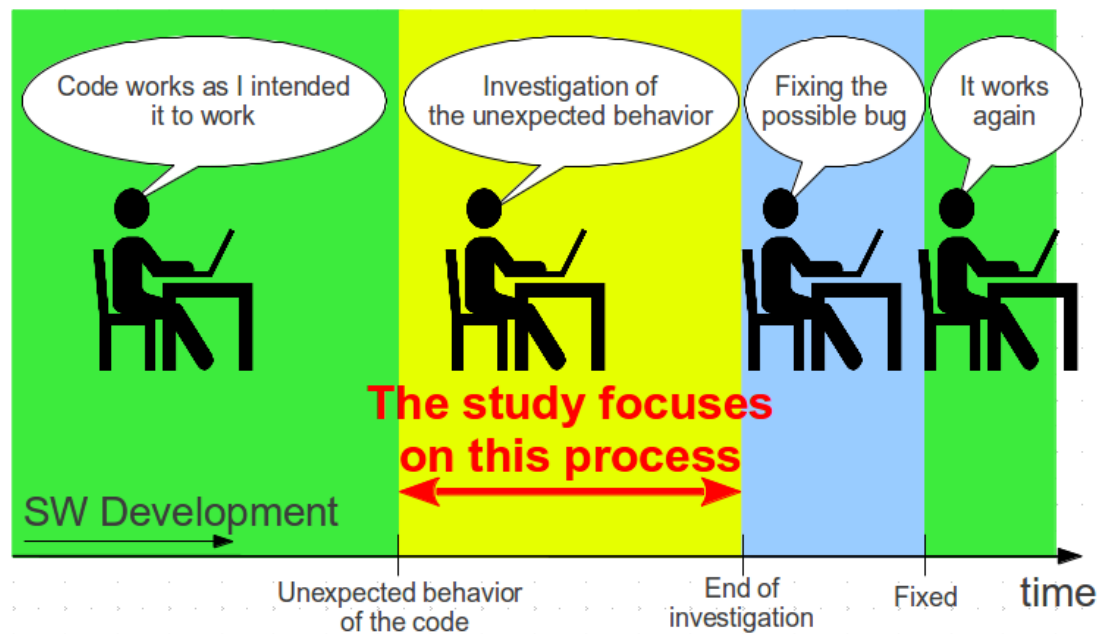 Code works as I intended
it to work
Investigation of
the unexpected behavior
Fixing the
possible bug
It works
again
The study focuses
on this process
SW Development
Unexpected behavior
of the code
End of
investigation
Fixed
time